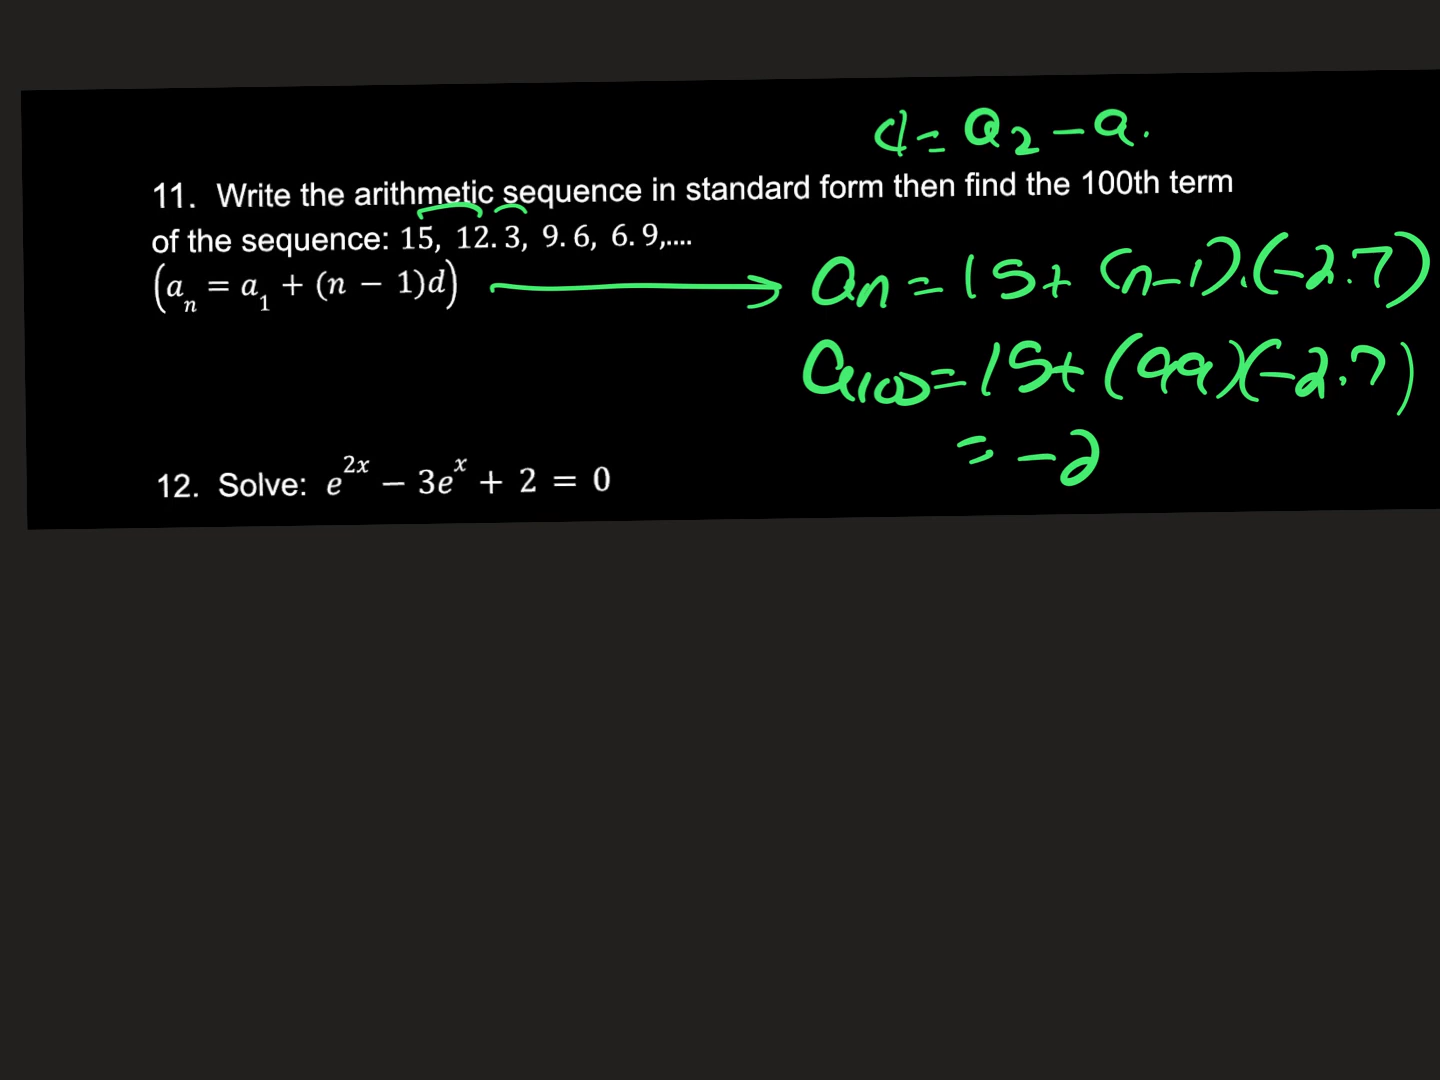 d = a₂ - a.
11. Write the arithmetic sequence in standard form then find the 100th term
of the sequence: 15, 12.3, 9.6, 6.9,....
(aₙ = a₁ + (n − 1)d) → aₙ = 15 + (n-1).(-2.7)
a₁₀₀ = 15 + (99)(-2.7)
= -2
12. Solve: e²ˣ − 3eˣ + 2 = 0